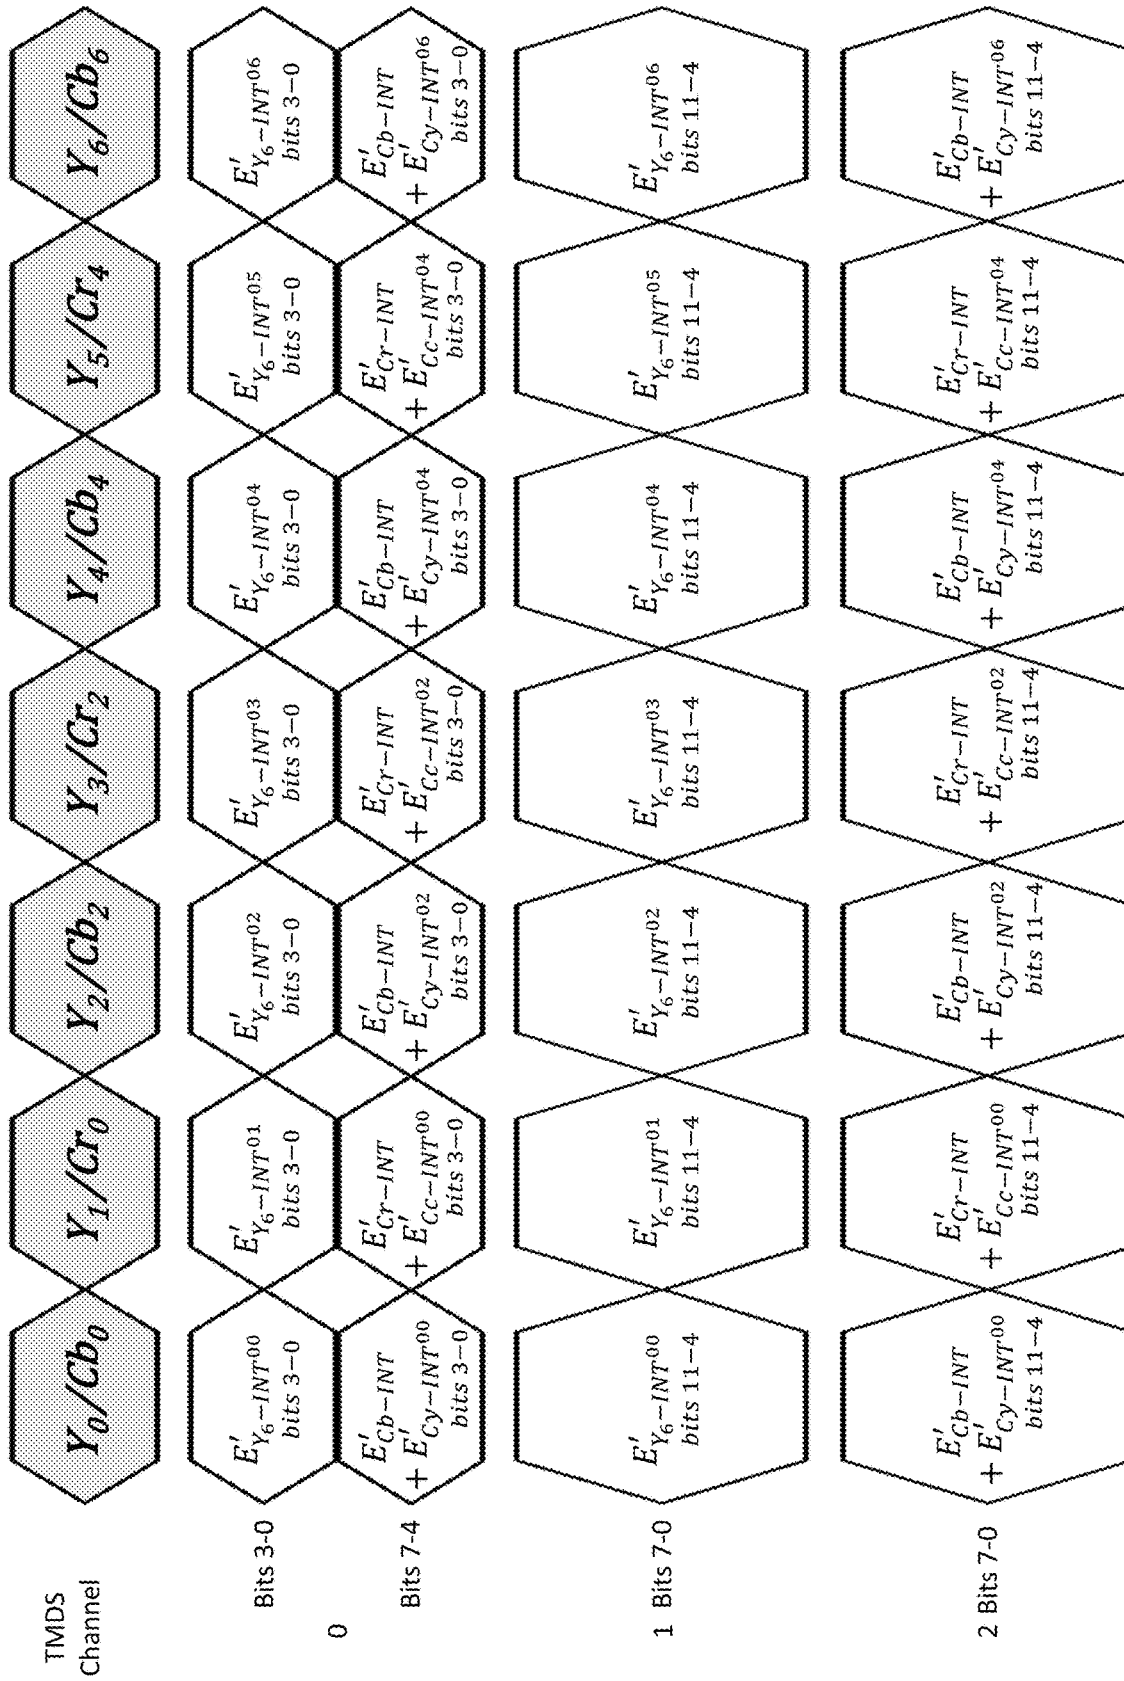 TMDS
Channel
Y0/Cb0 Y1/Cr0 Y2/Cb2 Y3/Cr2 Y4/Cb4 Y5/Cr4 Y6/Cb6
0
Bits 3-0
E′Y6−INT00 E′Y6−INT01 E′Y6−INT02 E′Y6−INT03 E′Y6−INT04 E′Y6−INT05 E′Y6−INT06
bits 3−0 bits 3−0 bits 3−0 bits 3−0 bits 3−0 bits 3−0 bits 3−0
Bits 7-4
E′Cb−INT E′Cr−INT E′Cb−INT E′Cr−INT E′Cb−INT E′Cr−INT E′Cb−INT
+ E′Cy−INT00 + E′Cc−INT00 + E′Cy−INT02 + E′Cc−INT02 + E′Cy−INT04 + E′Cc−INT04 + E′Cy−INT06
bits 3−0 bits 3−0 bits 3−0 bits 3−0 bits 3−0 bits 3−0 bits 3−0
1 Bits 7-0
E′Y6−INT00 E′Y6−INT01 E′Y6−INT02 E′Y6−INT03 E′Y6−INT04 E′Y6−INT05 E′Y6−INT06
bits 11−4 bits 11−4 bits 11−4 bits 11−4 bits 11−4 bits 11−4 bits 11−4
2 Bits 7-0
E′Cb−INT E′Cr−INT E′Cb−INT E′Cr−INT E′Cb−INT E′Cr−INT E′Cb−INT
+ E′Cy−INT00 + E′Cc−INT00 + E′Cy−INT02 + E′Cc−INT02 + E′Cy−INT04 + E′Cc−INT04 + E′Cy−INT06
bits 11−4 bits 11−4 bits 11−4 bits 11−4 bits 11−4 bits 11−4 bits 11−4